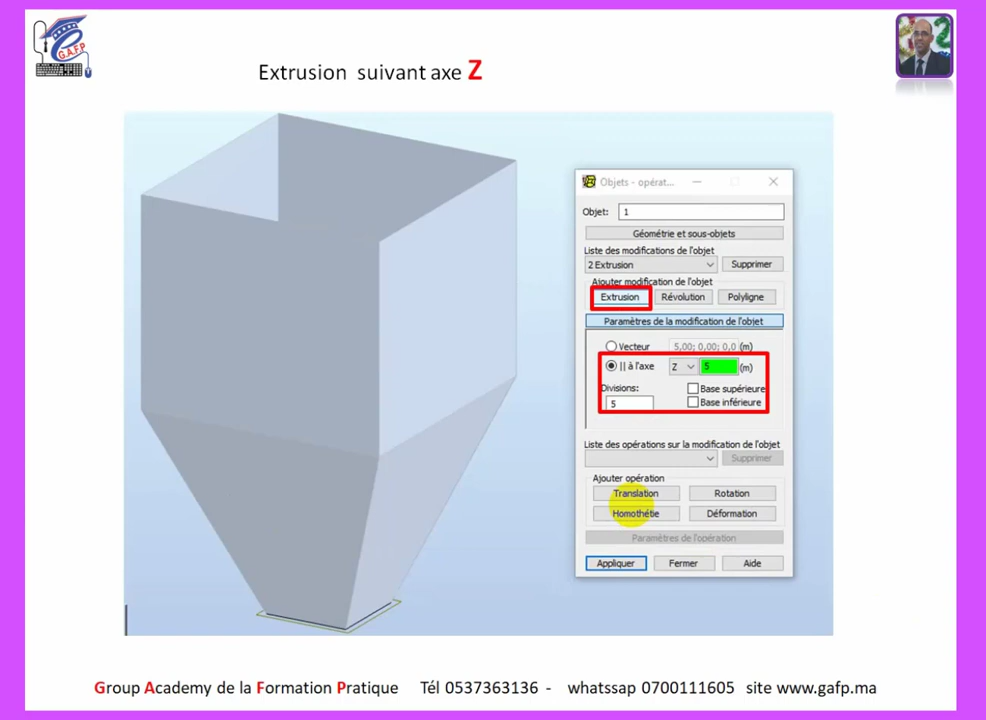 G.A.F.P
Extrusion suivant axe Z
Objets - opérat...
Objet: 1
Géométrie et sous-objets
Liste des modifications de l'objet
2 Extrusion Supprimer
Ajouter modification de l'objet
Extrusion Révolution Polyligne
Paramètres de la modification de l'objet
Vecteur 5,00; 0,00; 0,0 (m)
|| à l'axe Z 5 (m)
Divisions: Base supérieure
5 Base inférieure
Liste des opérations sur la modification de l'objet
Supprimer
Ajouter opération
Translation Rotation
Homothétie Déformation
Paramètres de l'opération
Appliquer Fermer Aide
Group Academy de la Formation Pratique Tél 0537363136 - whatssap 0700111605 site www.gafp.ma